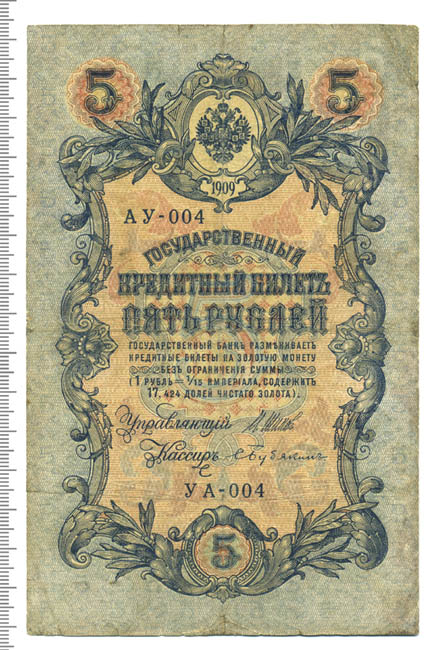 5 5
1909
АУ-004
ГОСУДАРСТВЕННЫЙ
КРЕДИТНЫЙ БИЛЕТЪ
ПЯТЬ РУБЛЕЙ
ГОСУДАРСТВЕННЫЙ БАНКЪ РАЗМѢНИВАЕТЪ
КРЕДИТНЫЕ БИЛЕТЫ НА ЗОЛОТУЮ МОНЕТУ
БЕЗЪ ОГРАНИЧЕНІЯ СУММЫ
(1 РУБЛЬ = 1/15 ИМПЕРІАЛА, СОДЕРЖИТЪ
17,424 ДОЛЕЙ ЧИСТАГО ЗОЛОТА).
Управляющій
Кассиръ
УА-004
5